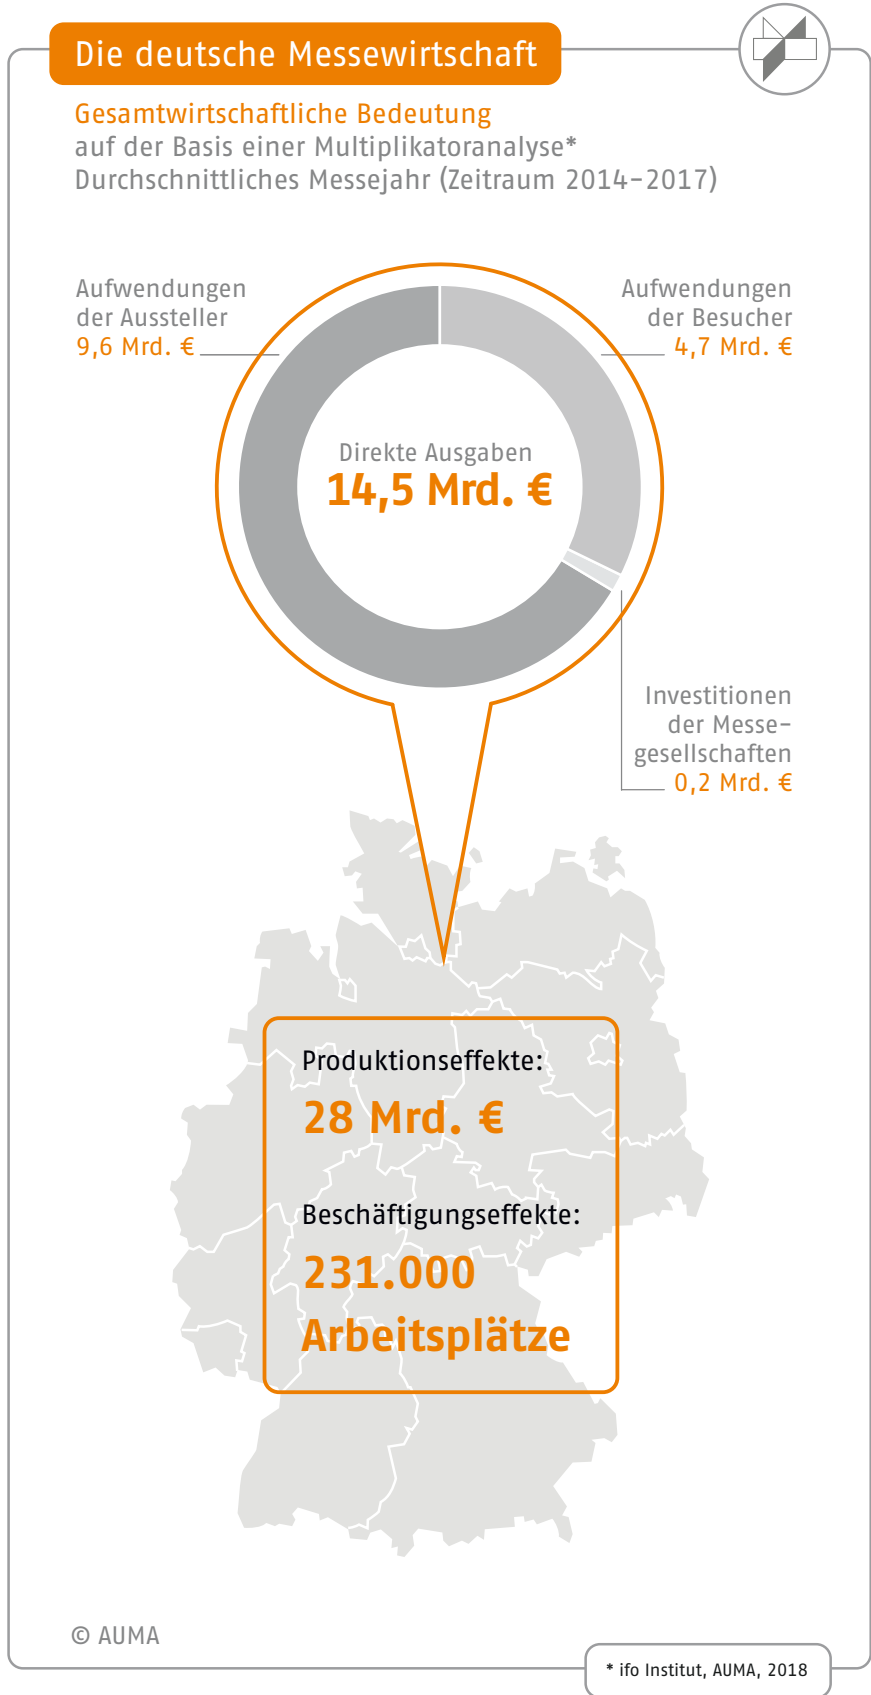 Die deutsche Messewirtschaft
Gesamtwirtschaftliche Bedeutung
auf der Basis einer Multiplikatoranalyse*
Durchschnittliches Messejahr (Zeitraum 2014–2017)
Aufwendungen
der Aussteller
9,6 Mrd. €
Aufwendungen
der Besucher
4,7 Mrd. €
Direkte Ausgaben
14,5 Mrd. €
Investitionen
der Messe-
gesellschaften
0,2 Mrd. €
Produktionseffekte:
28 Mrd. €
Beschäftigungseffekte:
231.000
Arbeitsplätze
© AUMA
* ifo Institut, AUMA, 2018